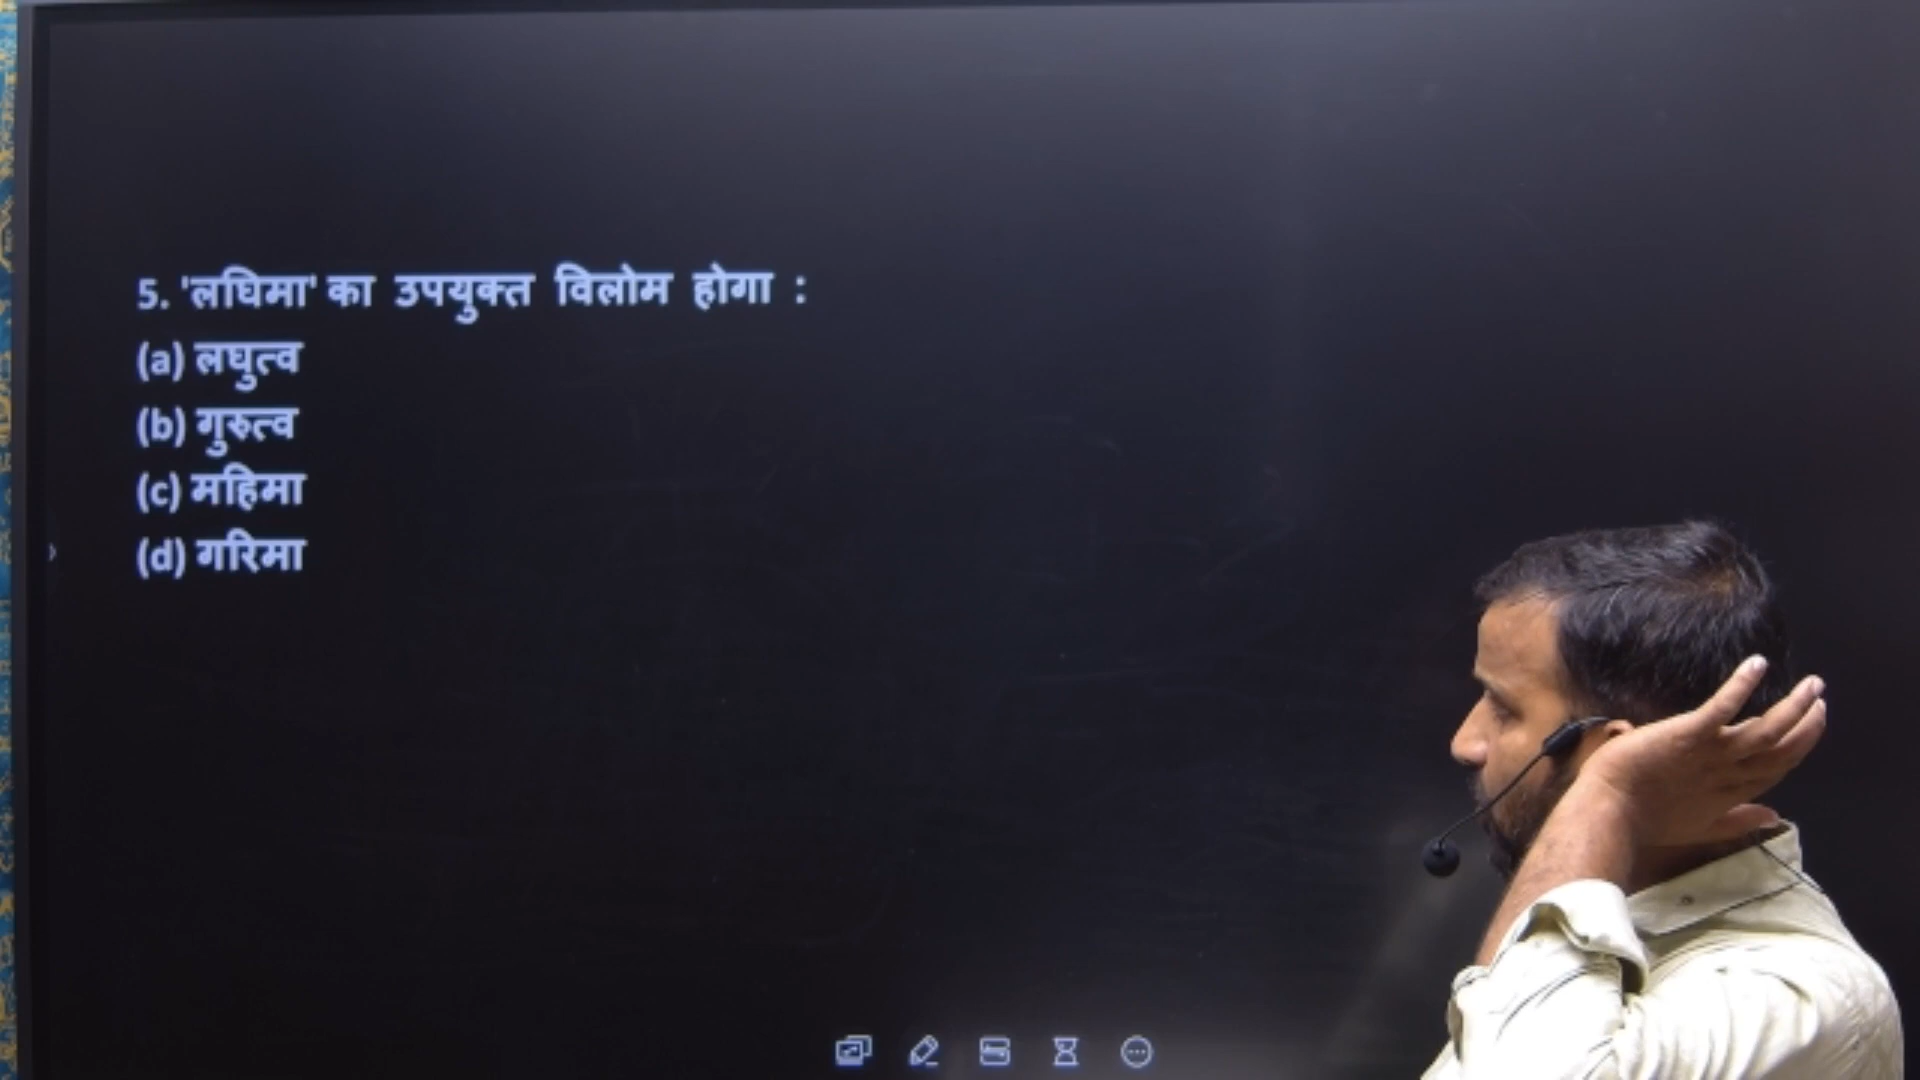 5. 'लघिमा' का उपयुक्त विलोम होगा :
(a) लघुत्व
(b) गुरुत्व
(c) महिमा
(d) गरिमा